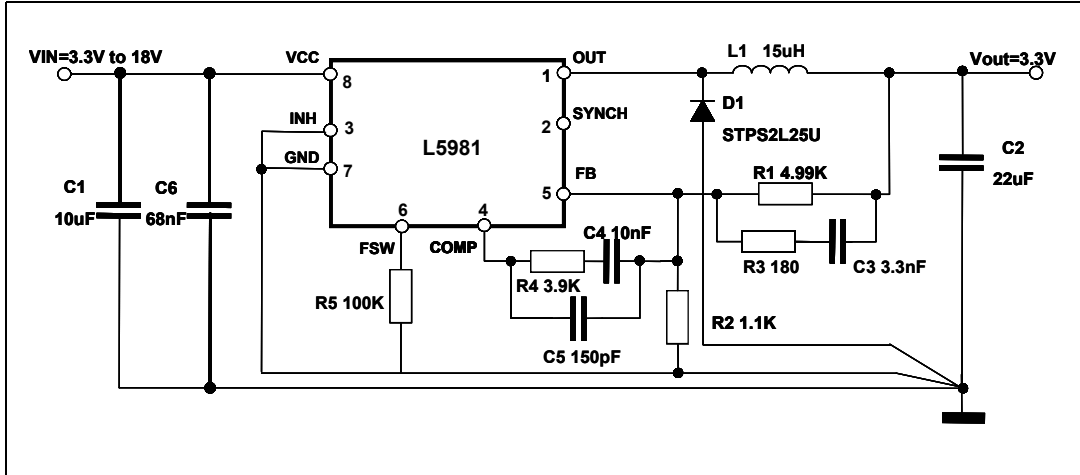 VIN=3.3V to 18V
VCC
8
INH
3
GND
7
L5981
OUT
1
SYNCH
2
FB
5
6
FSW
4
COMP
L1 15uH
Vout=3.3V
D1
STPS2L25U
C1
10uF
C6
68nF
R1 4.99K
C2
22uF
R3 180
C3 3.3nF
C4 10nF
R4 3.9K
R5 100K
C5 150pF
R2 1.1K